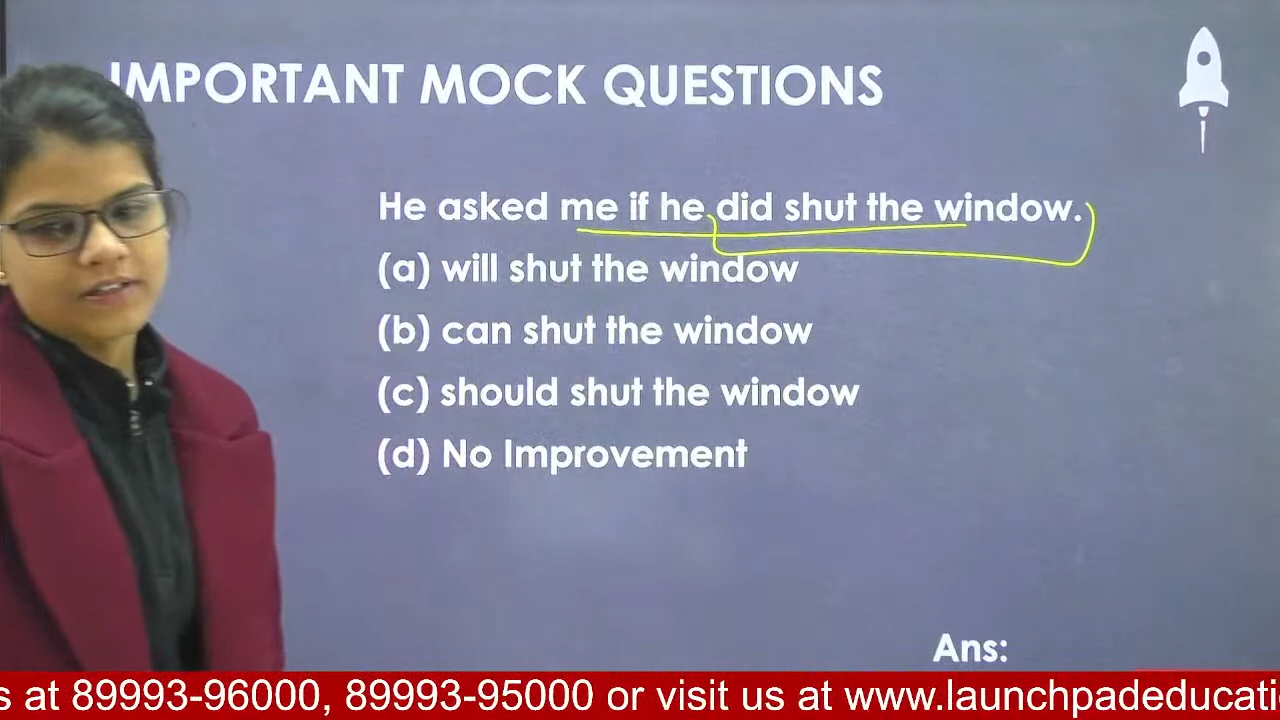 IMPORTANT MOCK QUESTIONS
He asked me if he did shut the window.
(a) will shut the window
(b) can shut the window
(c) should shut the window
(d) No Improvement
Ans:
s at 89993-96000, 89993-95000 or visit us at www.launchpadeducati